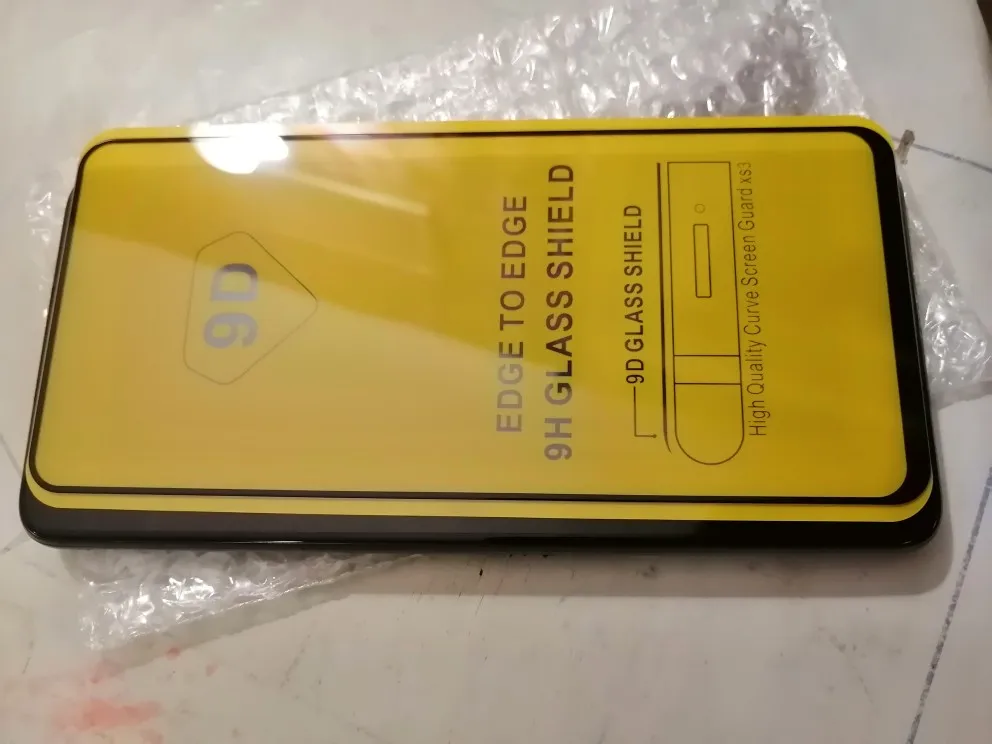 9D
EDGE TO EDGE
9H GLASS SHIELD
9D GLASS SHIELD
High Quality Curve Screen Guard xs3